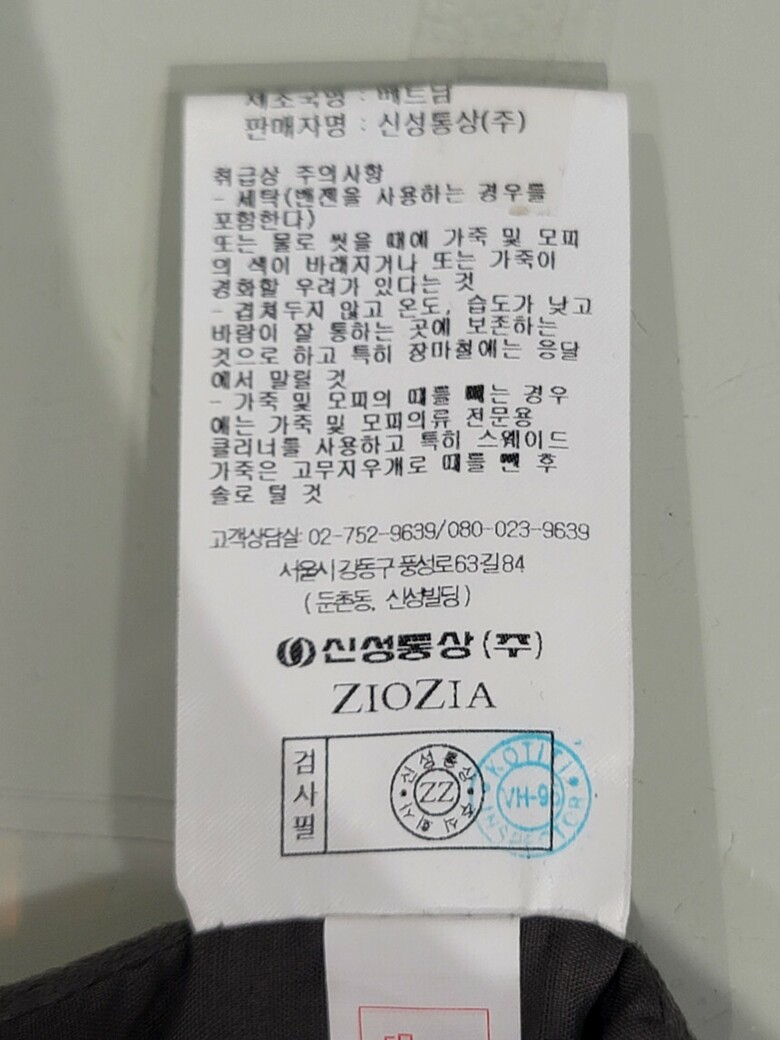 제조국명 : 베트남
판매자명 : 신성통상(주)
취급상 주의사항
- 세탁(벤젠을 사용하는 경우를
포함한다)
또는 물로 씻을 때에 가죽 및 모피
의 색이 바래지거나 또는 가죽이
경화할 우려가 있다는 것
- 겹쳐두지 않고 온도, 습도가 낮고
바람이 잘 통하는 곳에 보존하는
것으로 하고 특히 장마철에는 응달
에서 말릴 것
- 가죽 및 모피의 때를 빼는 경우
에는 가죽 및 모피의류 전문용
클리너를 사용하고 특히 스웨이드
가죽은 고무지우개로 때를 뺀 후
솔로 털 것
고객상담실: 02-752-9639/080-023-9639
서울시 강동구 풍성로63길 84
(둔촌동, 신성빌딩)
신성통상(주)
ZIOZIA
검사필
신성통상
ZZ
주식회사
KOTITI
VH-9